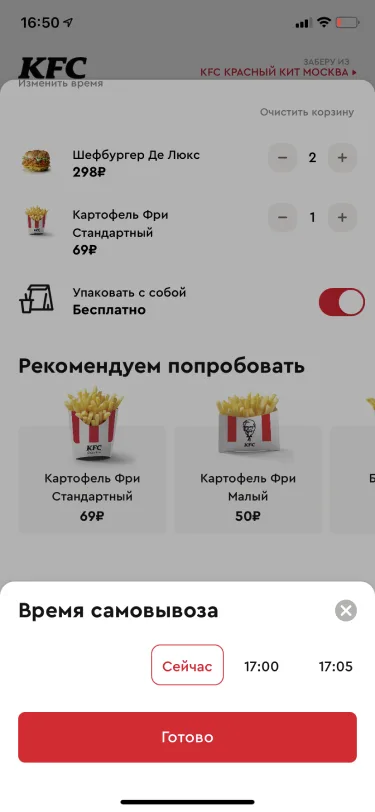 16:50
KFC
ЗАБЕРУ ИЗ
KFC КРАСНЫЙ КИТ МОСКВА
Изменить время
Очистить корзину
Шефбургер Де Люкс
298₽
2
Картофель Фри
Стандартный
69₽
1
Упаковать с собой
Бесплатно
Рекомендуем попробовать
KFC
KFC
Картофель Фри
Стандартный
69₽
Картофель Фри
Малый
50₽
Б
Время самовывоза
Сейчас
17:00
17:05
Готово